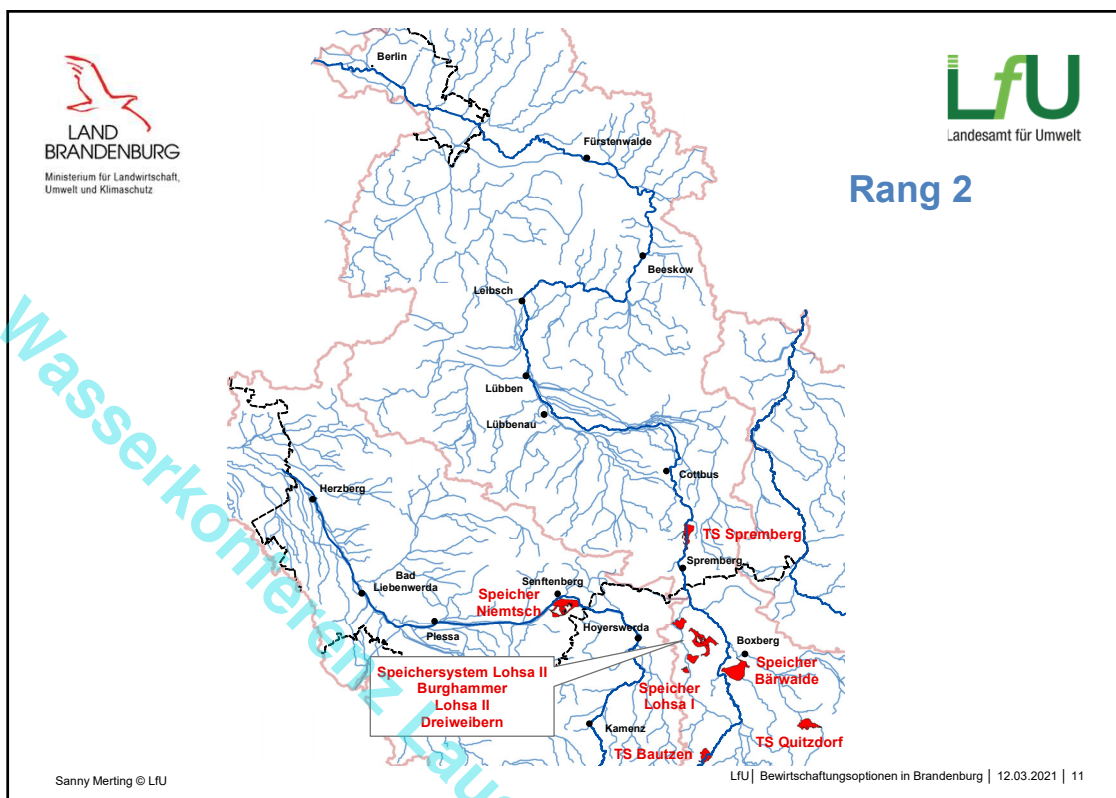 LAND
BRANDENBURG
Ministerium für Landwirtschaft,
Umwelt und Klimaschutz
LfU
Landesamt für Umwelt
Rang 2
Berlin
Fürstenwalde
Beeskow
Leibsch
Lübben
Lübbenau
Cottbus
Herzberg
TS Spremberg
Spremberg
Bad
Liebenwerda
Senftenberg
Speicher
Niemtsch
Plessa
Hoyerswerda
Boxberg
Speicher
Bärwalde
Speichersystem Lohsa II
Burghammer
Lohsa II
Dreiweibern
Speicher
Lohsa I
Kamenz
TS Bautzen
TS Quitzdorf
Wasserkonferenz
Sanny Merting © LfU
LfU | Bewirtschaftungsoptionen in Brandenburg | 12.03.2021 | 11